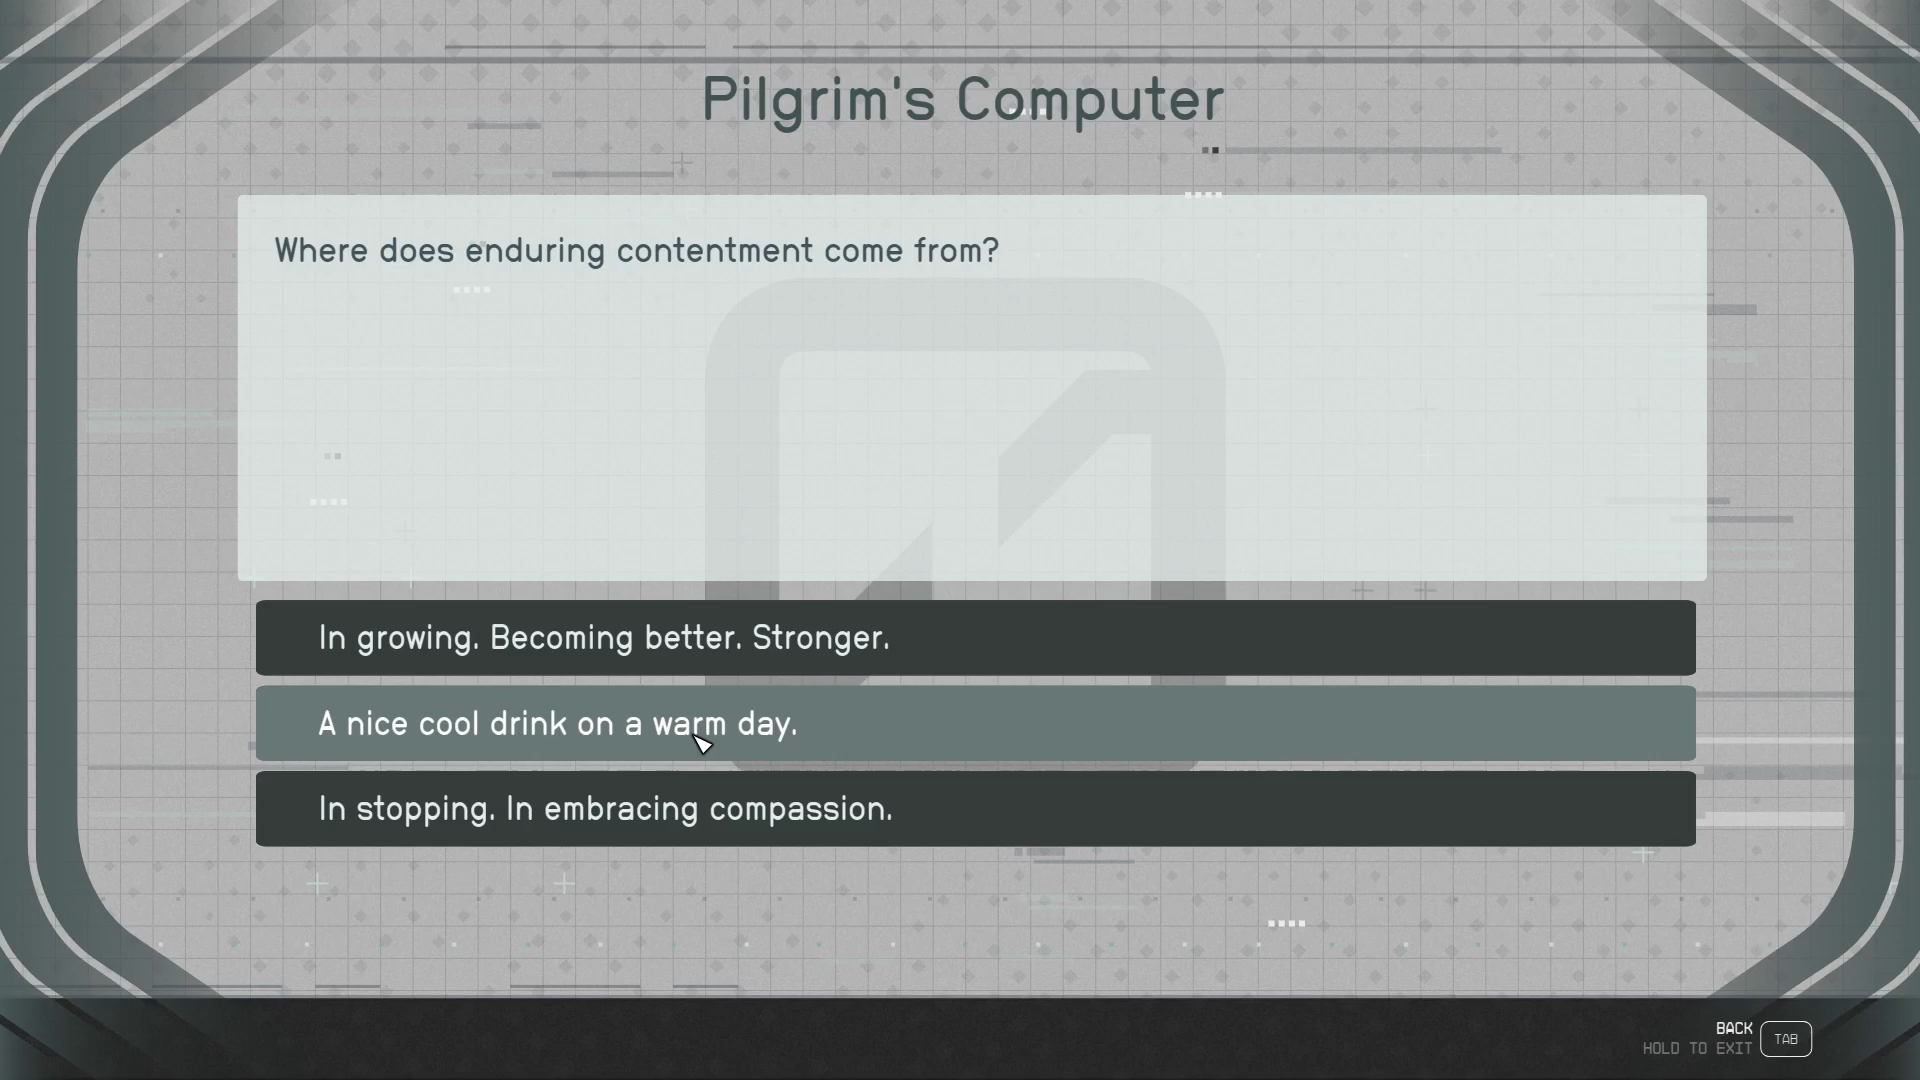 Pilgrim's Computer
Where does enduring contentment come from?
In growing. Becoming better. Stronger.
A nice cool drink on a warm day.
In stopping. In embracing compassion.
BACK
HOLD TO EXIT
TAB